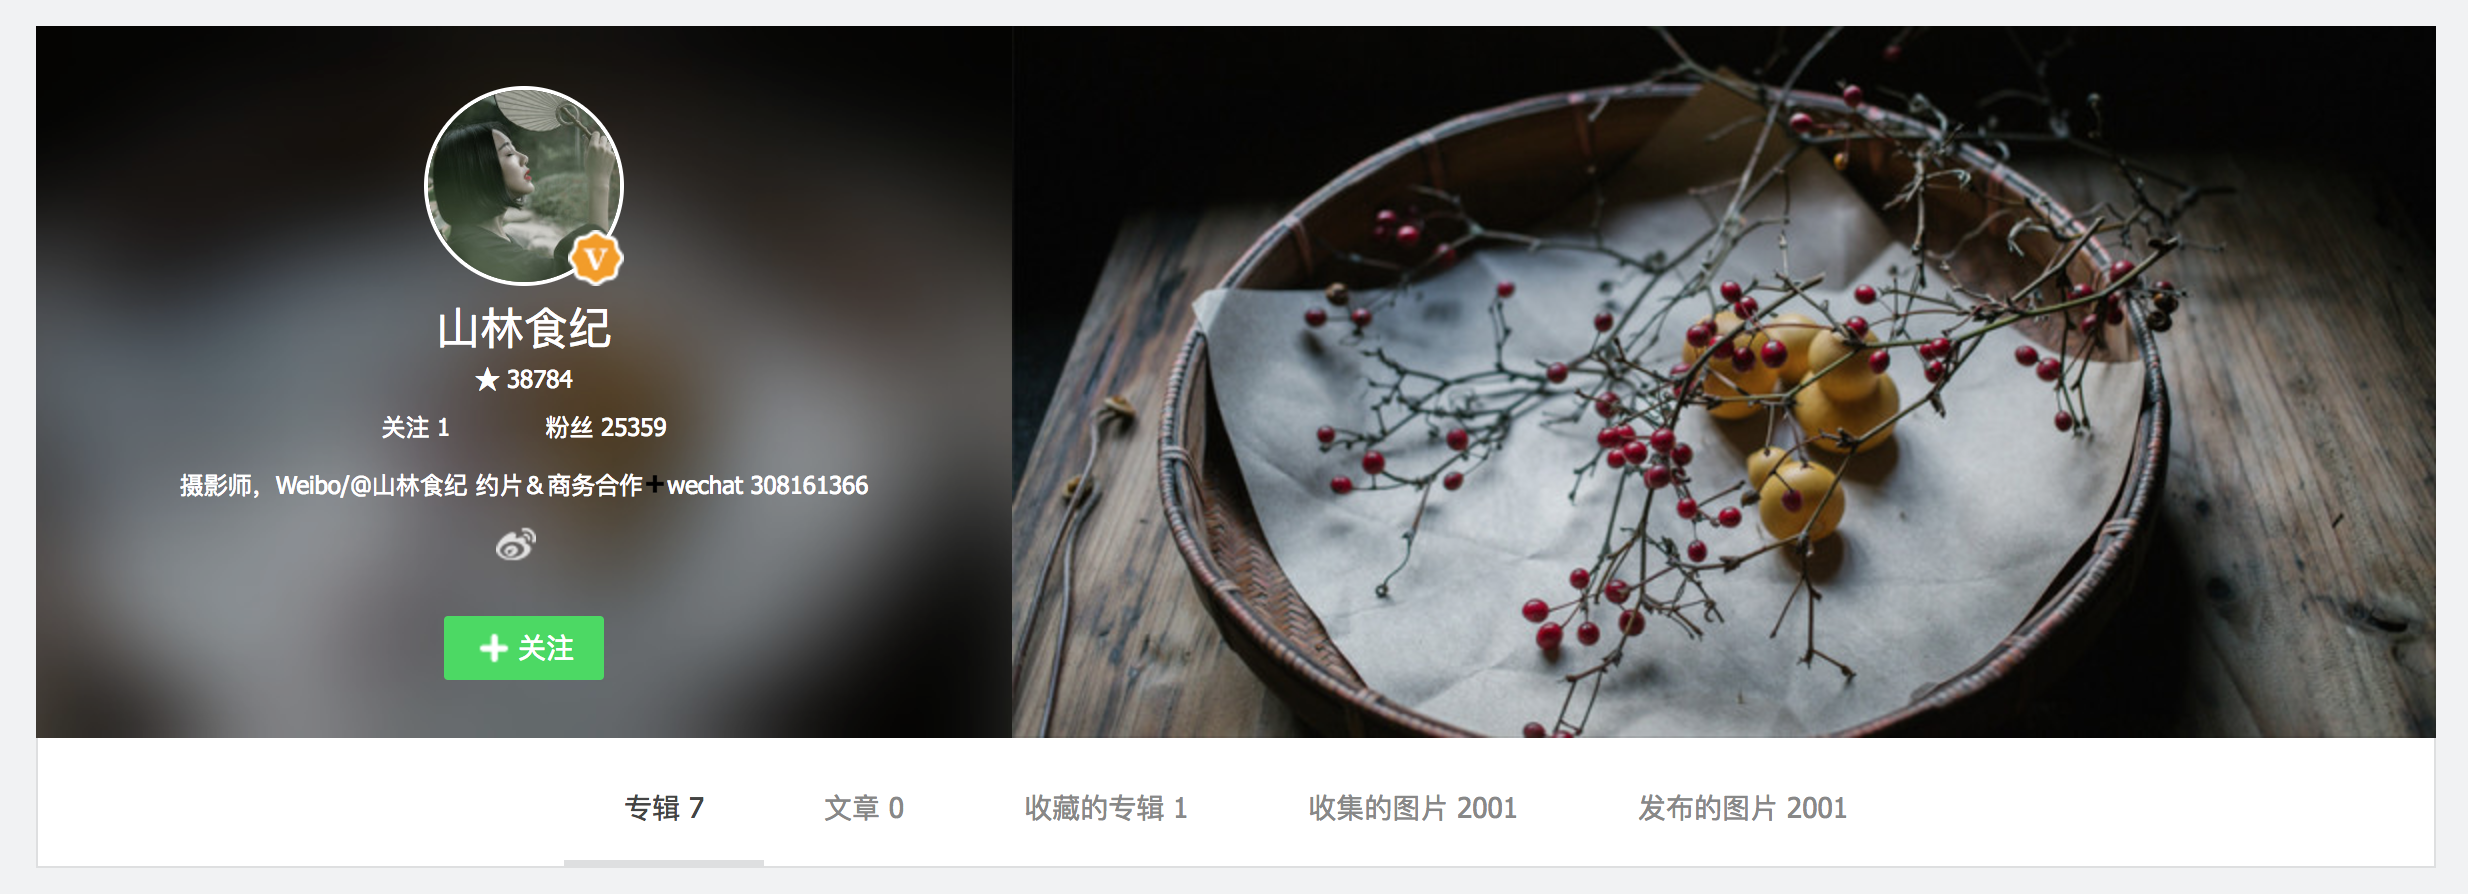 V
山林食纪
★ 38784
关注 1 粉丝 25359
摄影师，Weibo/@山林食纪 约片＆商务合作➕wechat 308161366
+ 关注
专辑 7 文章 0 收藏的专辑 1 收集的图片 2001 发布的图片 2001